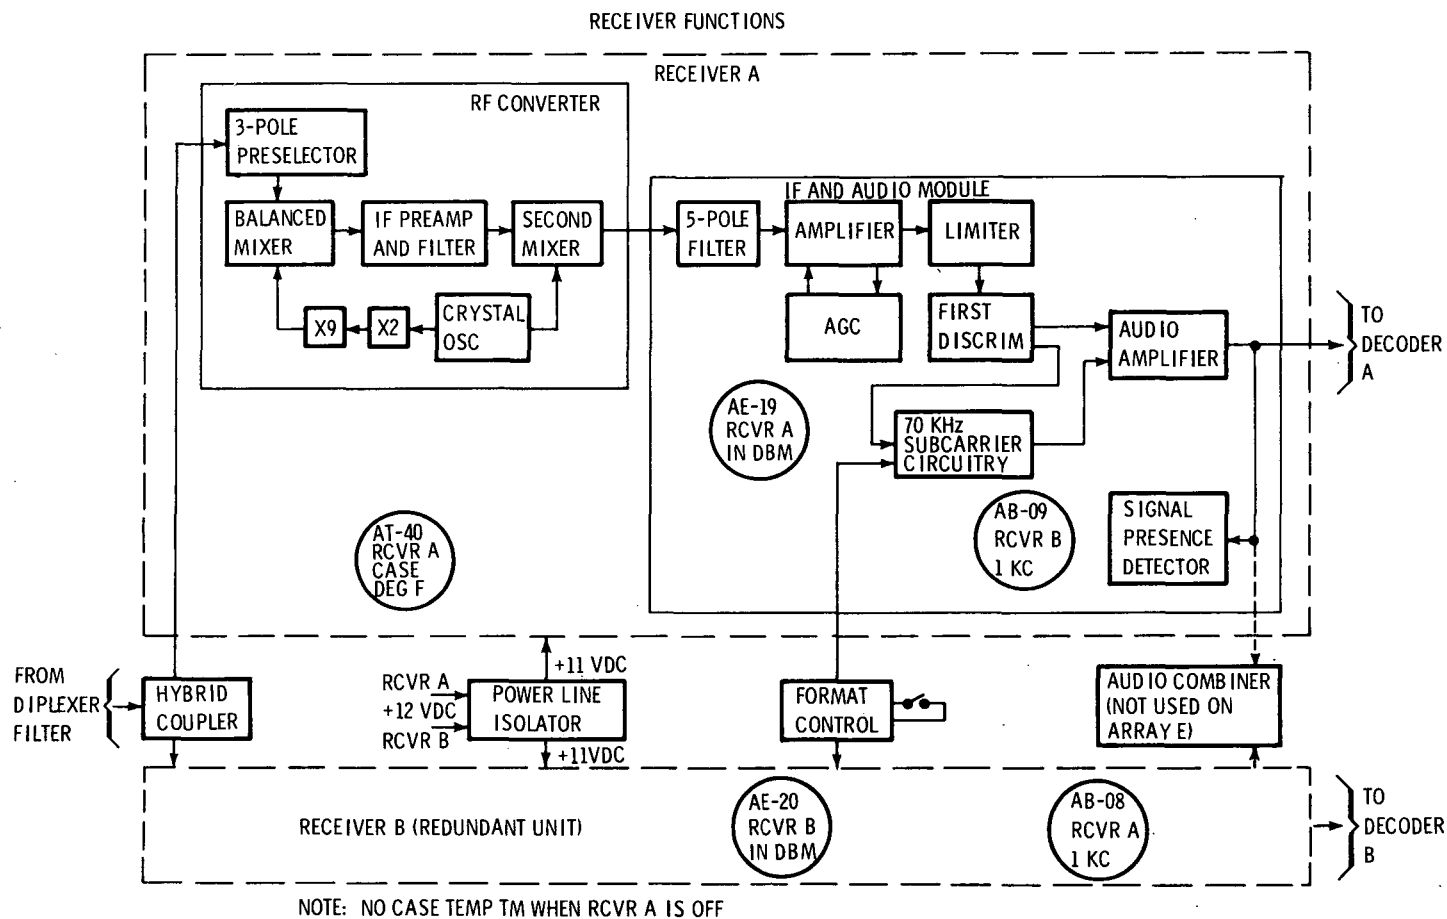 RECEIVER FUNCTIONS
RECEIVER A
RF CONVERTER
3-POLE
PRESELECTOR
BALANCED
MIXER
IF PREAMP
AND FILTER
SECOND
MIXER
X9
X2
CRYSTAL
OSC
IF AND AUDIO MODULE
5-POLE
FILTER
AMPLIFIER
LIMITER
AGC
FIRST
DISCRIM
AUDIO
AMPLIFIER
TO
DECODER
A
AE-19
RCVR A
IN DBM
70 KHz
SUBCARRIER
CIRCUITRY
AT-40
RCVR A
CASE
DEG F
AB-09
RCVR B
1 KC
SIGNAL
PRESENCE
DETECTOR
FROM
DIPLEXER
FILTER
HYBRID
COUPLER
RCVR A
+12 VDC
RCVR B
+11 VDC
POWER LINE
ISOLATOR
+11VDC
FORMAT
CONTROL
AUDIO COMBINER
(NOT USED ON
ARRAY E)
RECEIVER B (REDUNDANT UNIT)
AE-20
RCVR B
IN DBM
AB-08
RCVR A
1 KC
TO
DECODER
B
NOTE: NO CASE TEMP TM WHEN RCVR A IS OFF